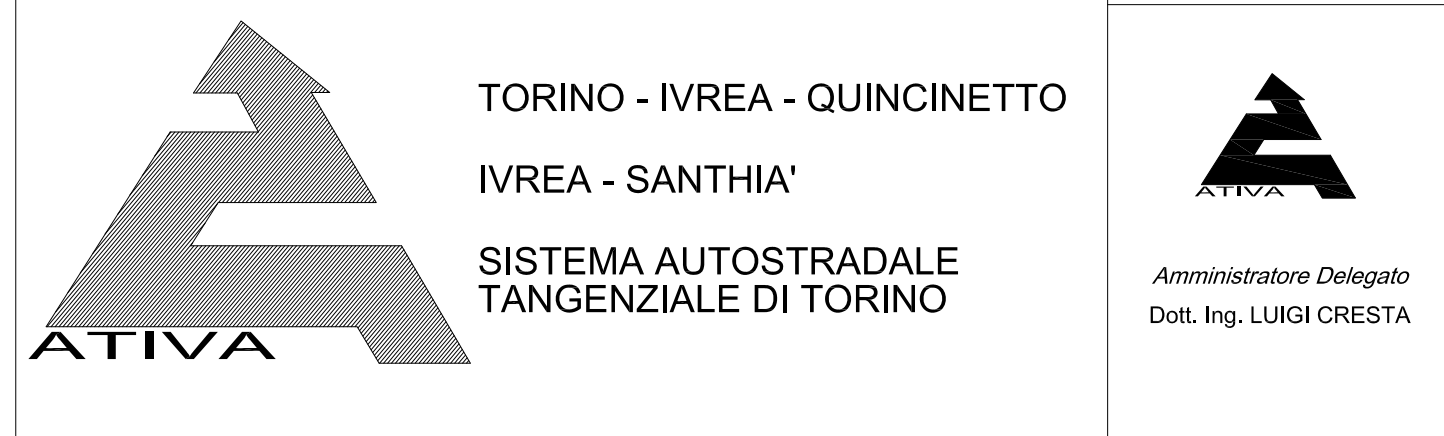 TORINO - IVREA - QUINCINETTO
IVREA - SANTHIA'
SISTEMA AUTOSTRADALE
TANGENZIALE DI TORINO
ATIVA
ATIVA
Amministratore Delegato
Dott. Ing. LUIGI CRESTA